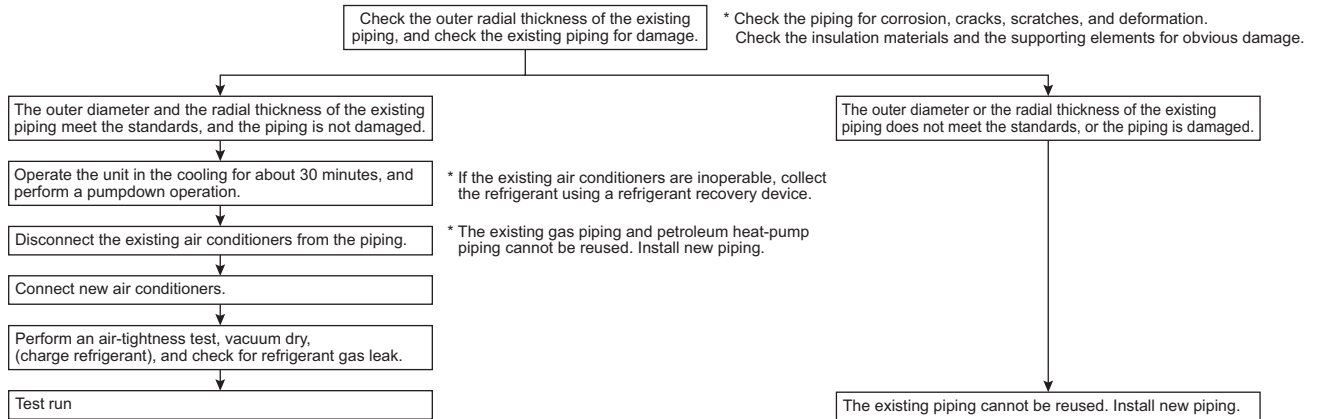 Check the outer radial thickness of the existing
piping, and check the existing piping for damage.
* Check the piping for corrosion, cracks, scratches, and deformation.
Check the insulation materials and the supporting elements for obvious damage.
The outer diameter and the radial thickness of the existing
piping meet the standards, and the piping is not damaged.
The outer diameter or the radial thickness of the existing
piping does not meet the standards, or the piping is damaged.
Operate the unit in the cooling for about 30 minutes, and
perform a pumpdown operation.
* If the existing air conditioners are inoperable, collect
the refrigerant using a refrigerant recovery device.
Disconnect the existing air conditioners from the piping.
* The existing gas piping and petroleum heat-pump
piping cannot be reused. Install new piping.
Connect new air conditioners.
Perform an air-tightness test, vacuum dry,
(charge refrigerant), and check for refrigerant gas leak.
Test run
The existing piping cannot be reused. Install new piping.